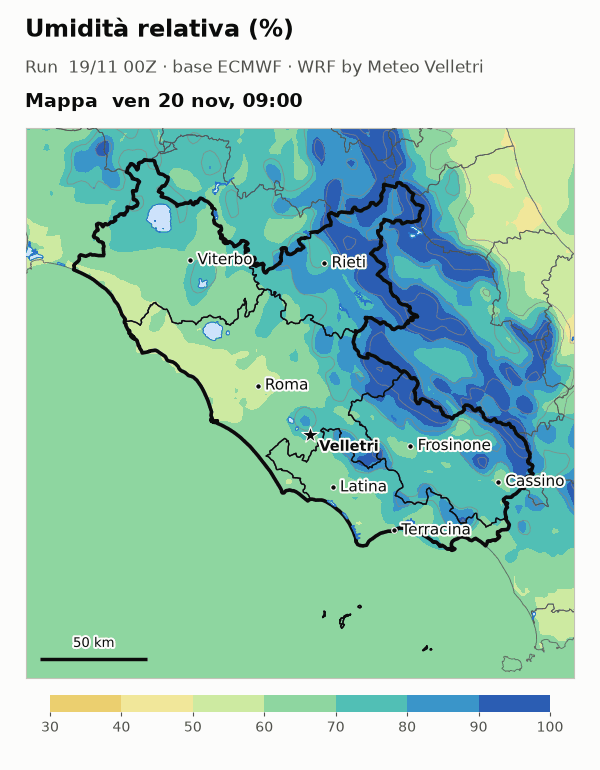 Umidità relativa (%)
Run  19/11 00Z · base ECMWF · WRF by Meteo Velletri
Mappa  ven 20 nov, 09:00
Viterbo
Rieti
Roma
Velletri
Frosinone
Cassino
Latina
Terracina
50 km
30 40 50 60 70 80 90 100